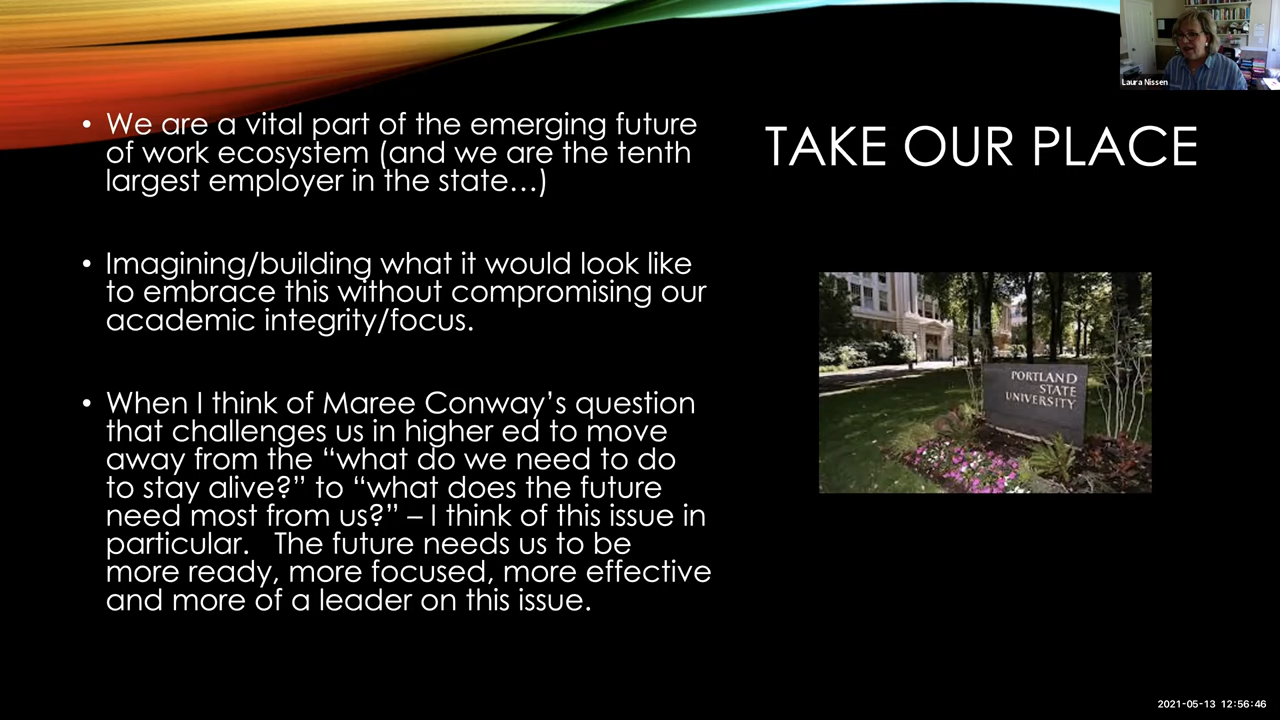 Laura Nissen
TAKE OUR PLACE
• We are a vital part of the emerging future
of work ecosystem (and we are the tenth
largest employer in the state…)
• Imagining/building what it would look like
to embrace this without compromising our
academic integrity/focus.
• When I think of Maree Conway’s question
that challenges us in higher ed to move
away from the “what do we need to do
to stay alive?” to “what does the future
need most from us?” – I think of this issue in
particular.   The future needs us to be
more ready, more focused, more effective
and more of a leader on this issue.
PORTLAND
STATE
UNIVERSITY
2021-05-13 12:56:46